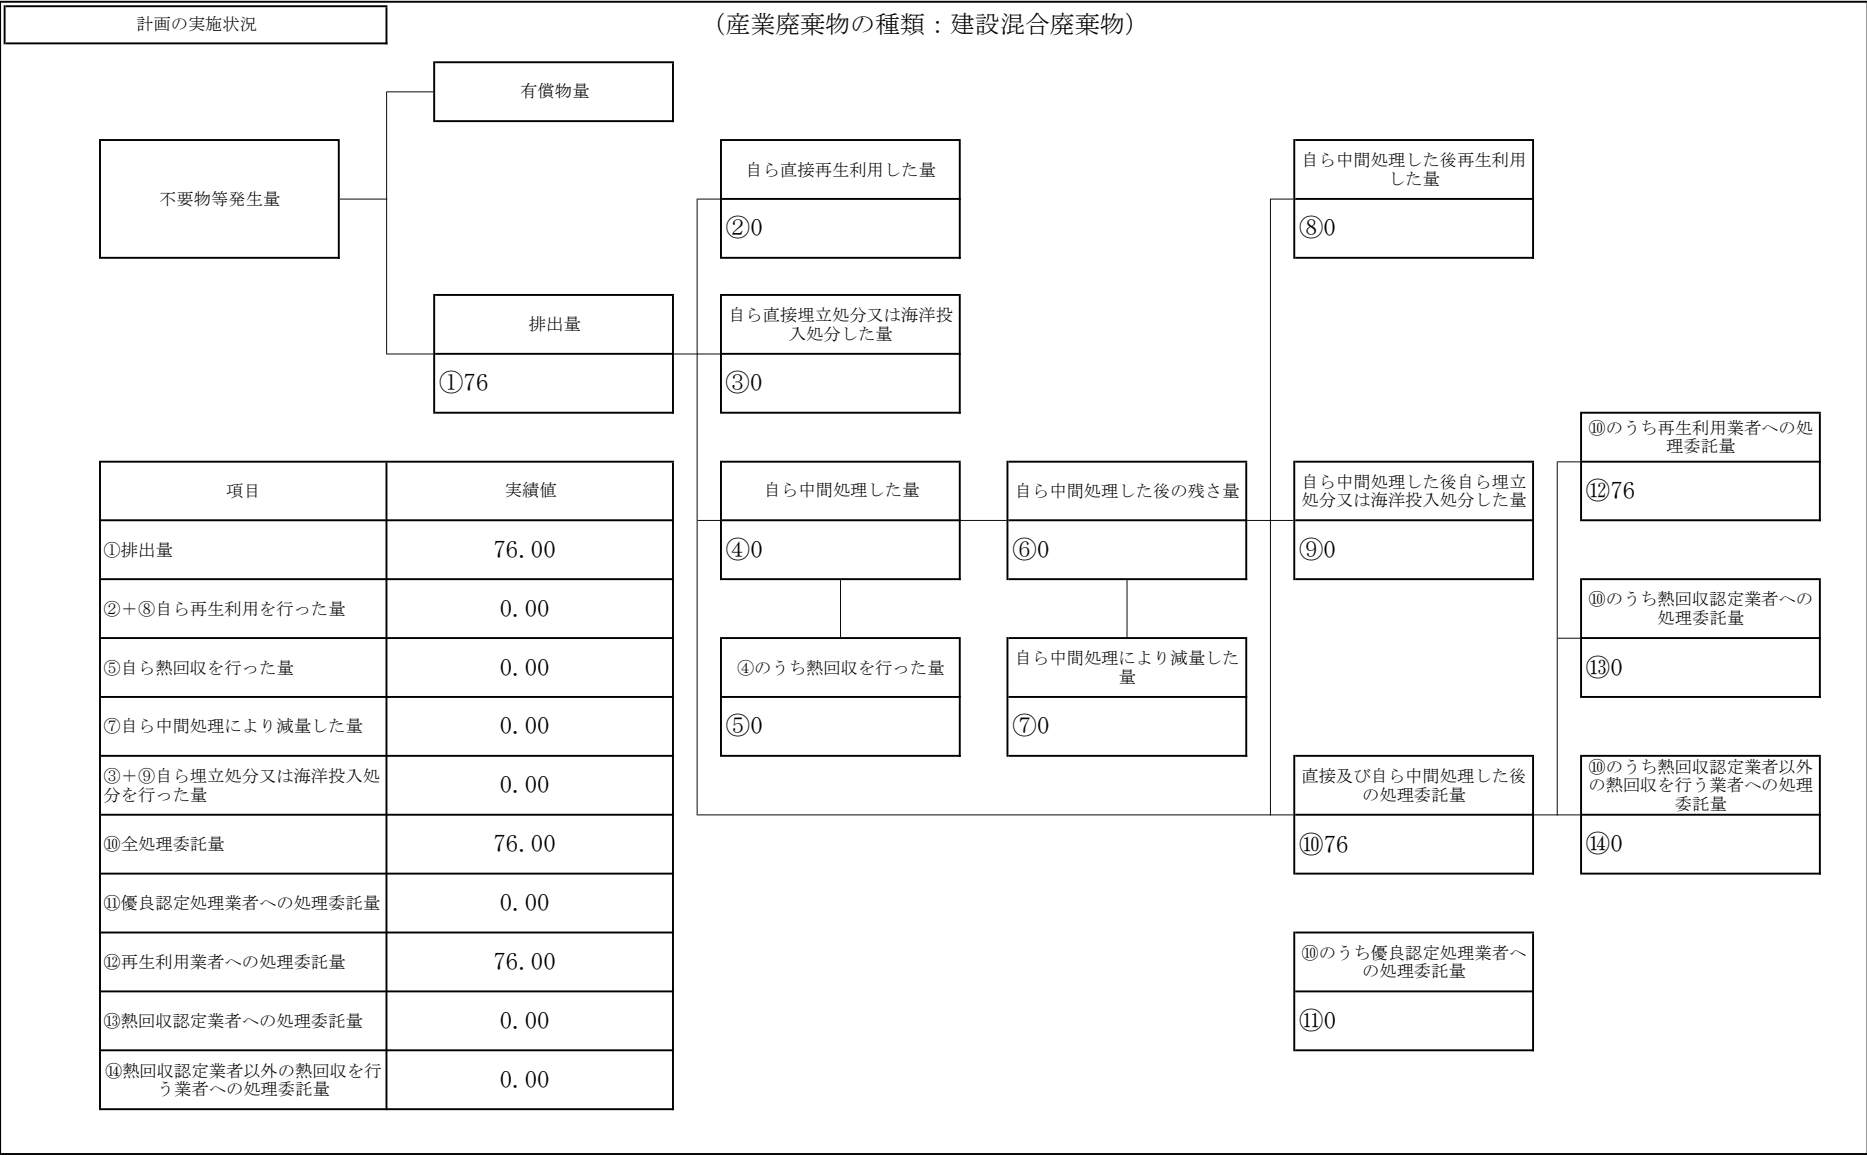 計画の実施状況
（産業廃棄物の種類：建設混合廃棄物）
有償物量
不要物等発生量
自ら直接再生利用した量
②0
自ら中間処理した後再生利用
した量
⑧0
排出量
①76
自ら直接埋立処分又は海洋投
入処分した量
③0
⑩のうち再生利用業者への処
理委託量
⑫76
自ら中間処理した量
④0
自ら中間処理した後の残さ量
⑥0
自ら中間処理した後自ら埋立
処分又は海洋投入処分した量
⑨0
⑩のうち熱回収認定業者への
処理委託量
⑬0
④のうち熱回収を行った量
⑤0
自ら中間処理により減量した
量
⑦0
直接及び自ら中間処理した後
の処理委託量
⑩76
⑩のうち熱回収認定業者以外
の熱回収を行う業者への処理
委託量
⑭0
⑩のうち優良認定処理業者へ
の処理委託量
⑪0
項目 実績値
①排出量 76.00
②＋⑧自ら再生利用を行った量 0.00
⑤自ら熱回収を行った量 0.00
⑦自ら中間処理により減量した量 0.00
③＋⑨自ら埋立処分又は海洋投入処
分を行った量 0.00
⑩全処理委託量 76.00
⑪優良認定処理業者への処理委託量 0.00
⑫再生利用業者への処理委託量 76.00
⑬熱回収認定業者への処理委託量 0.00
⑭熱回収認定業者以外の熱回収を行
う業者への処理委託量 0.00